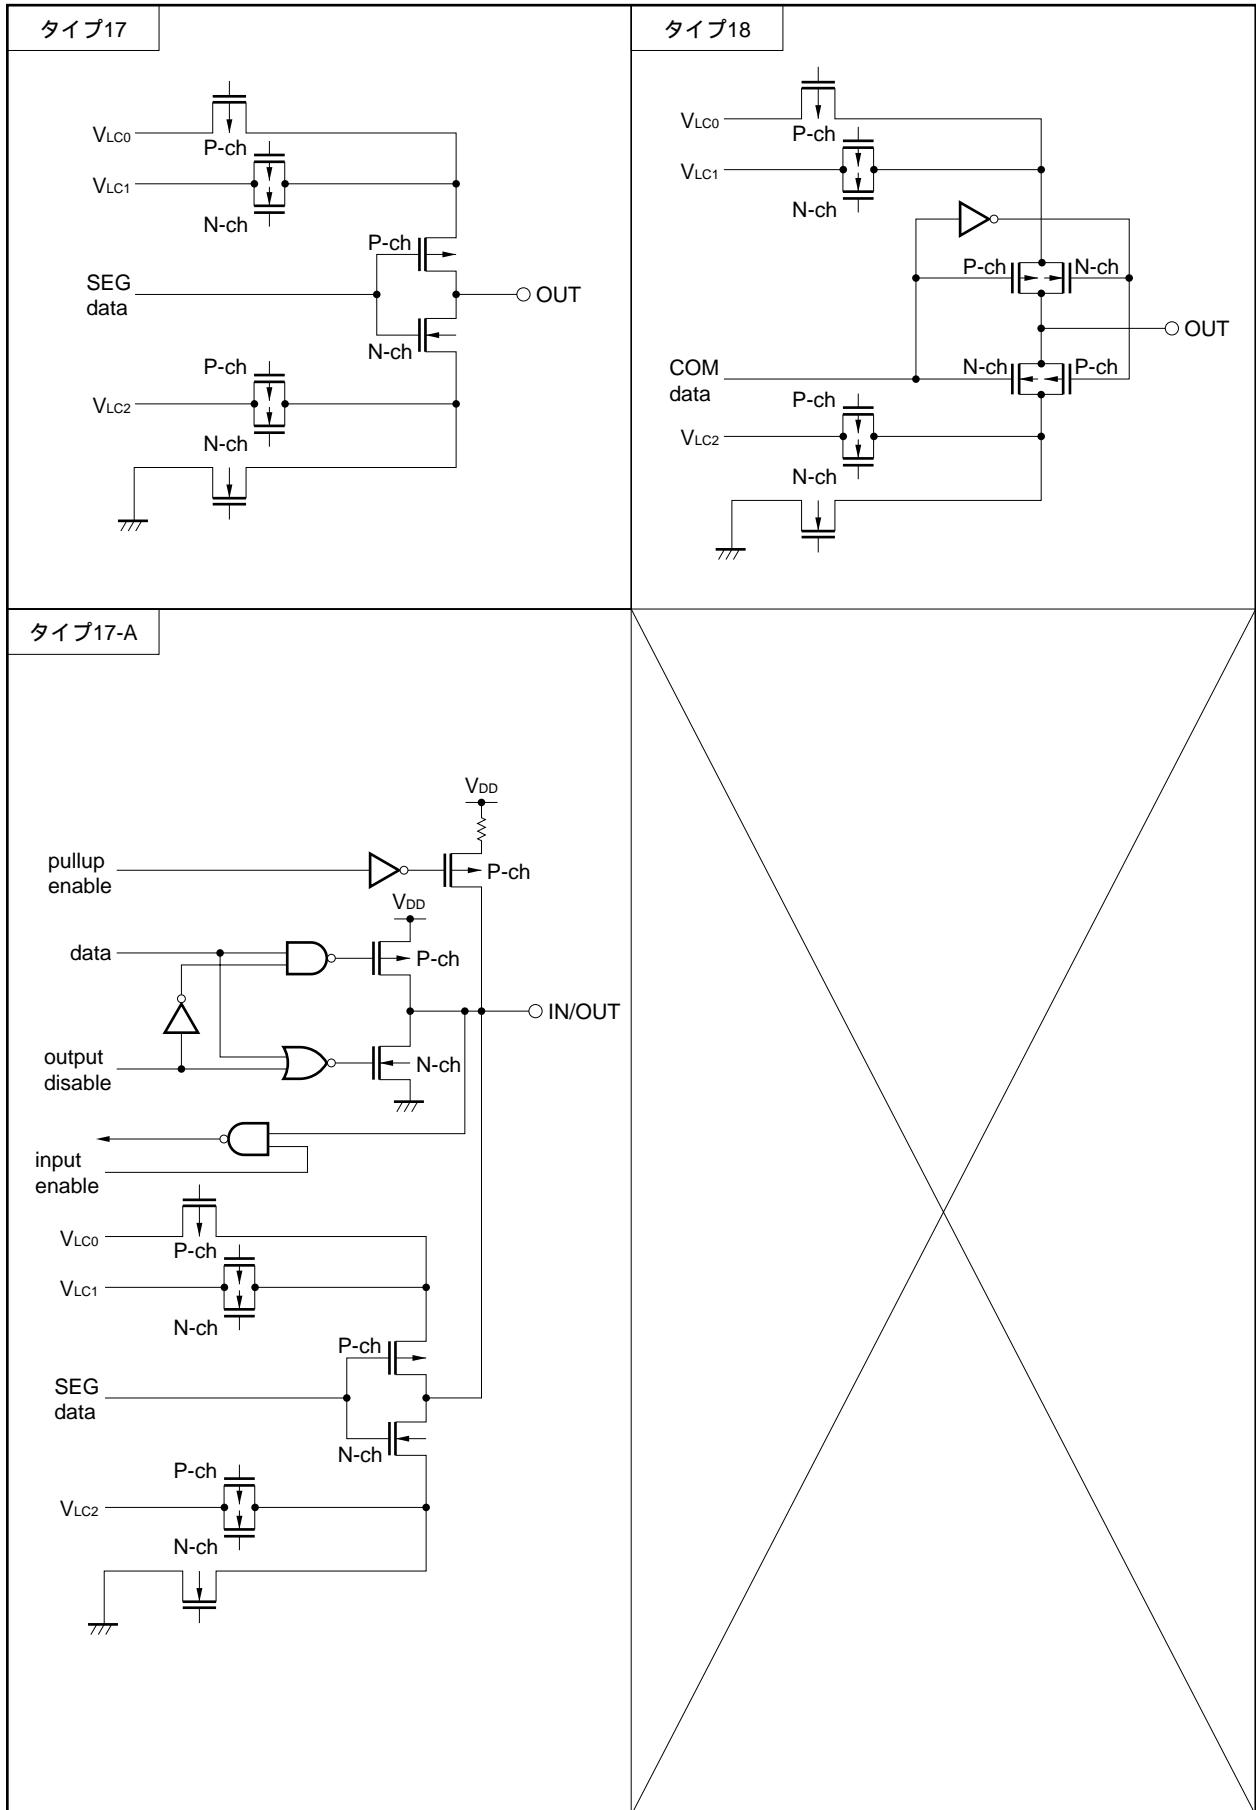 タイプ17
VLC0
P-ch
VLC1
N-ch
P-ch
SEG
data
OUT
N-ch
P-ch
VLC2
N-ch
タイプ18
VLC0
P-ch
VLC1
N-ch
P-ch
N-ch
OUT
COM
data
N-ch
P-ch
P-ch
VLC2
N-ch
タイプ17-A
VDD
pullup
enable
P-ch
VDD
data
P-ch
IN/OUT
output
disable
N-ch
input
enable
VLC0
P-ch
VLC1
N-ch
P-ch
SEG
data
N-ch
P-ch
VLC2
N-ch